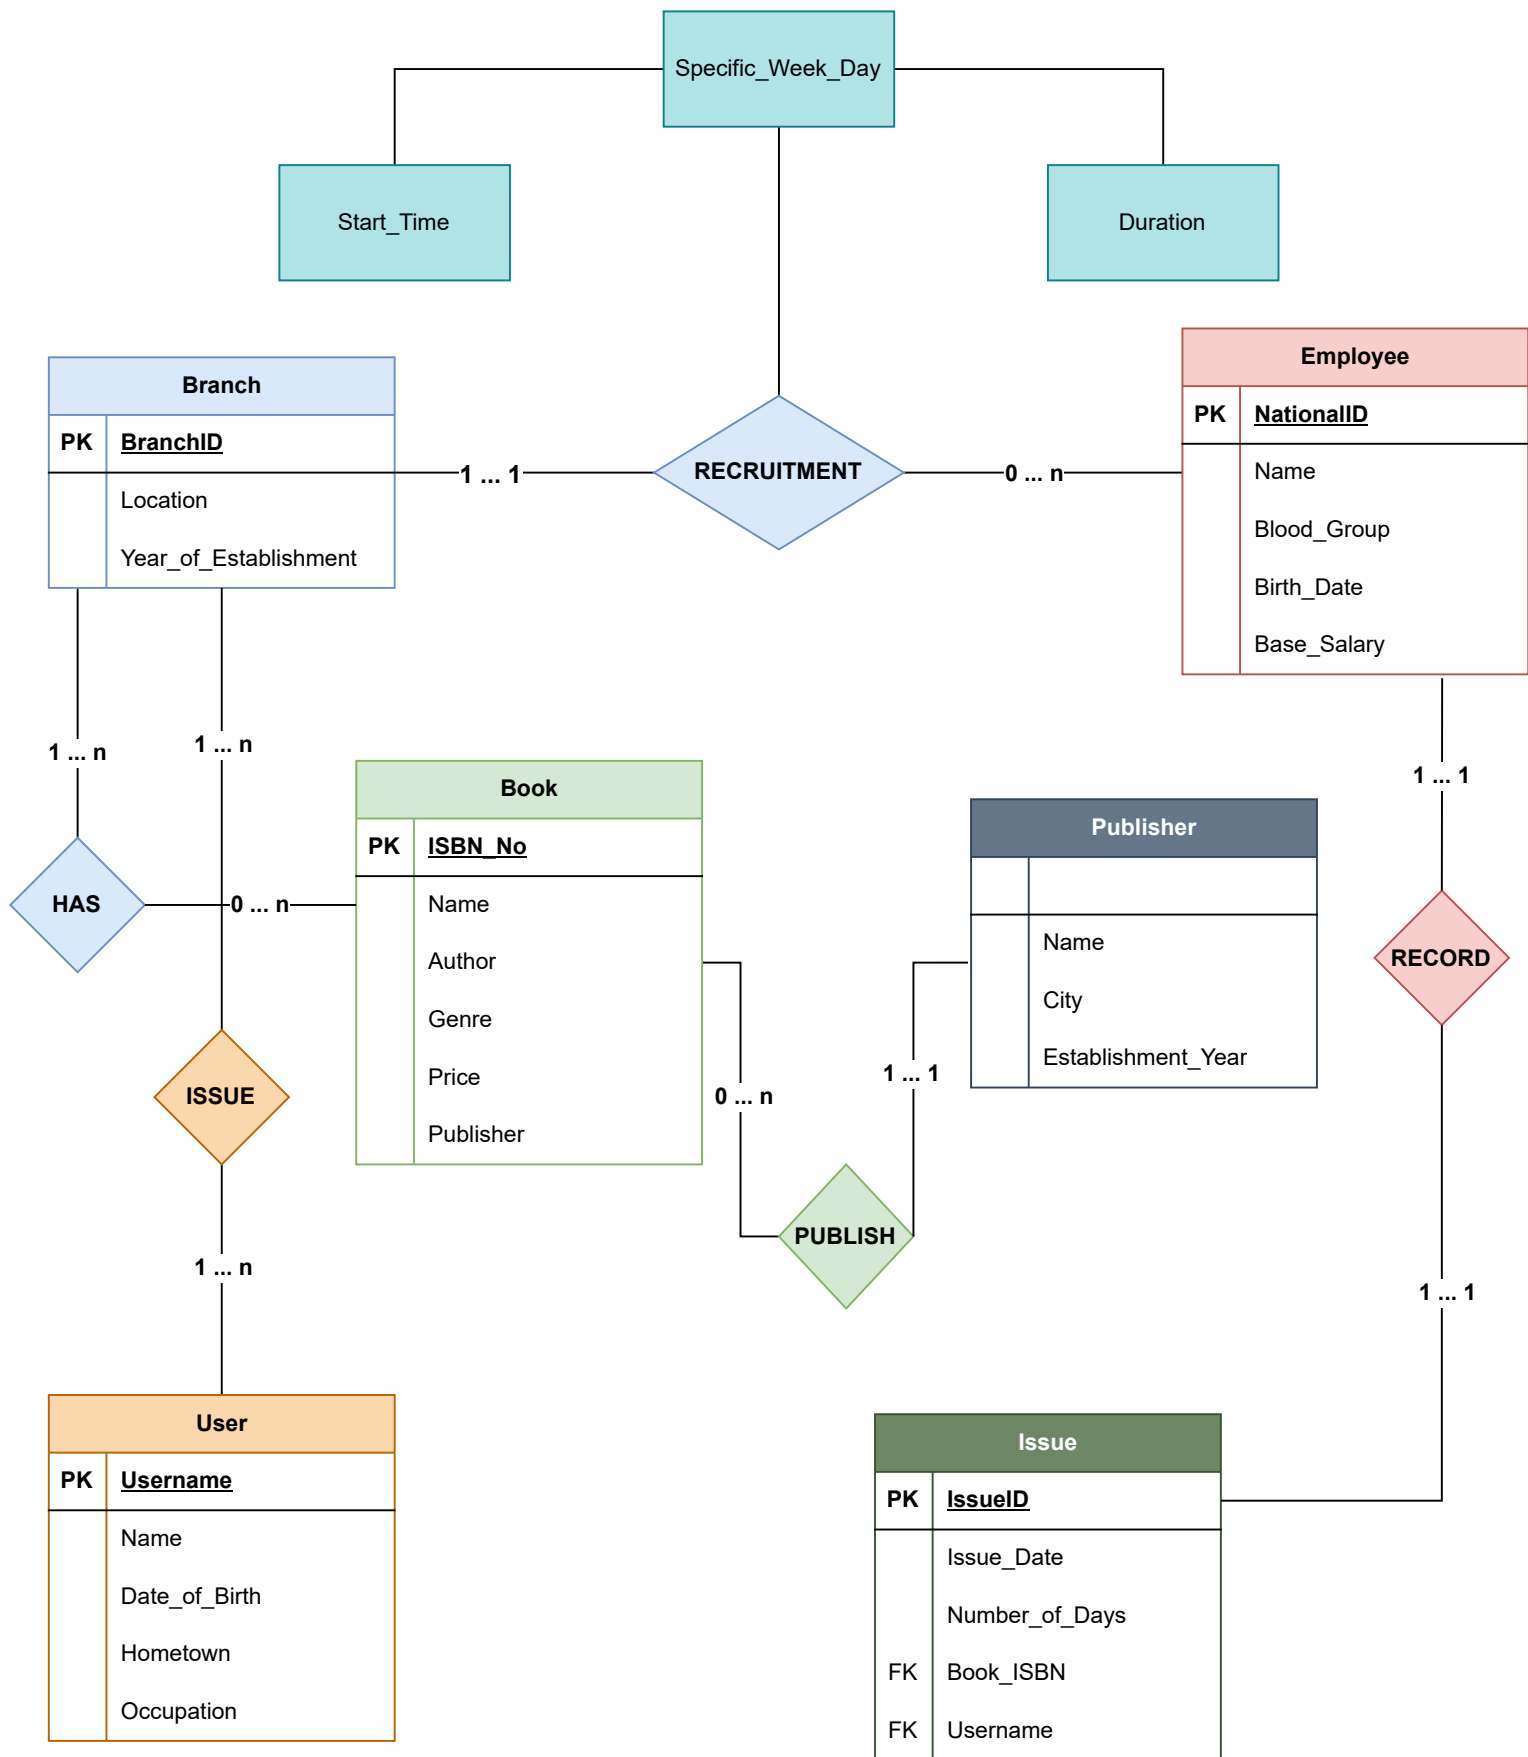 Specific_Week_Day
Start_Time
Duration
Branch
PK BranchID
Location
Year_of_Establishment
1 ... 1
RECRUITMENT
0 ... n
Employee
PK NationalID
Name
Blood_Group
Birth_Date
Base_Salary
1 ... n
1 ... n
HAS
0 ... n
Book
PK ISBN_No
Name
Author
Genre
Price
Publisher
Publisher
Name
City
Establishment_Year
1 ... 1
RECORD
ISSUE
0 ... n
1 ... 1
PUBLISH
1 ... n
1 ... 1
User
PK Username
Name
Date_of_Birth
Hometown
Occupation
Issue
PK IssueID
Issue_Date
Number_of_Days
FK Book_ISBN
FK Username